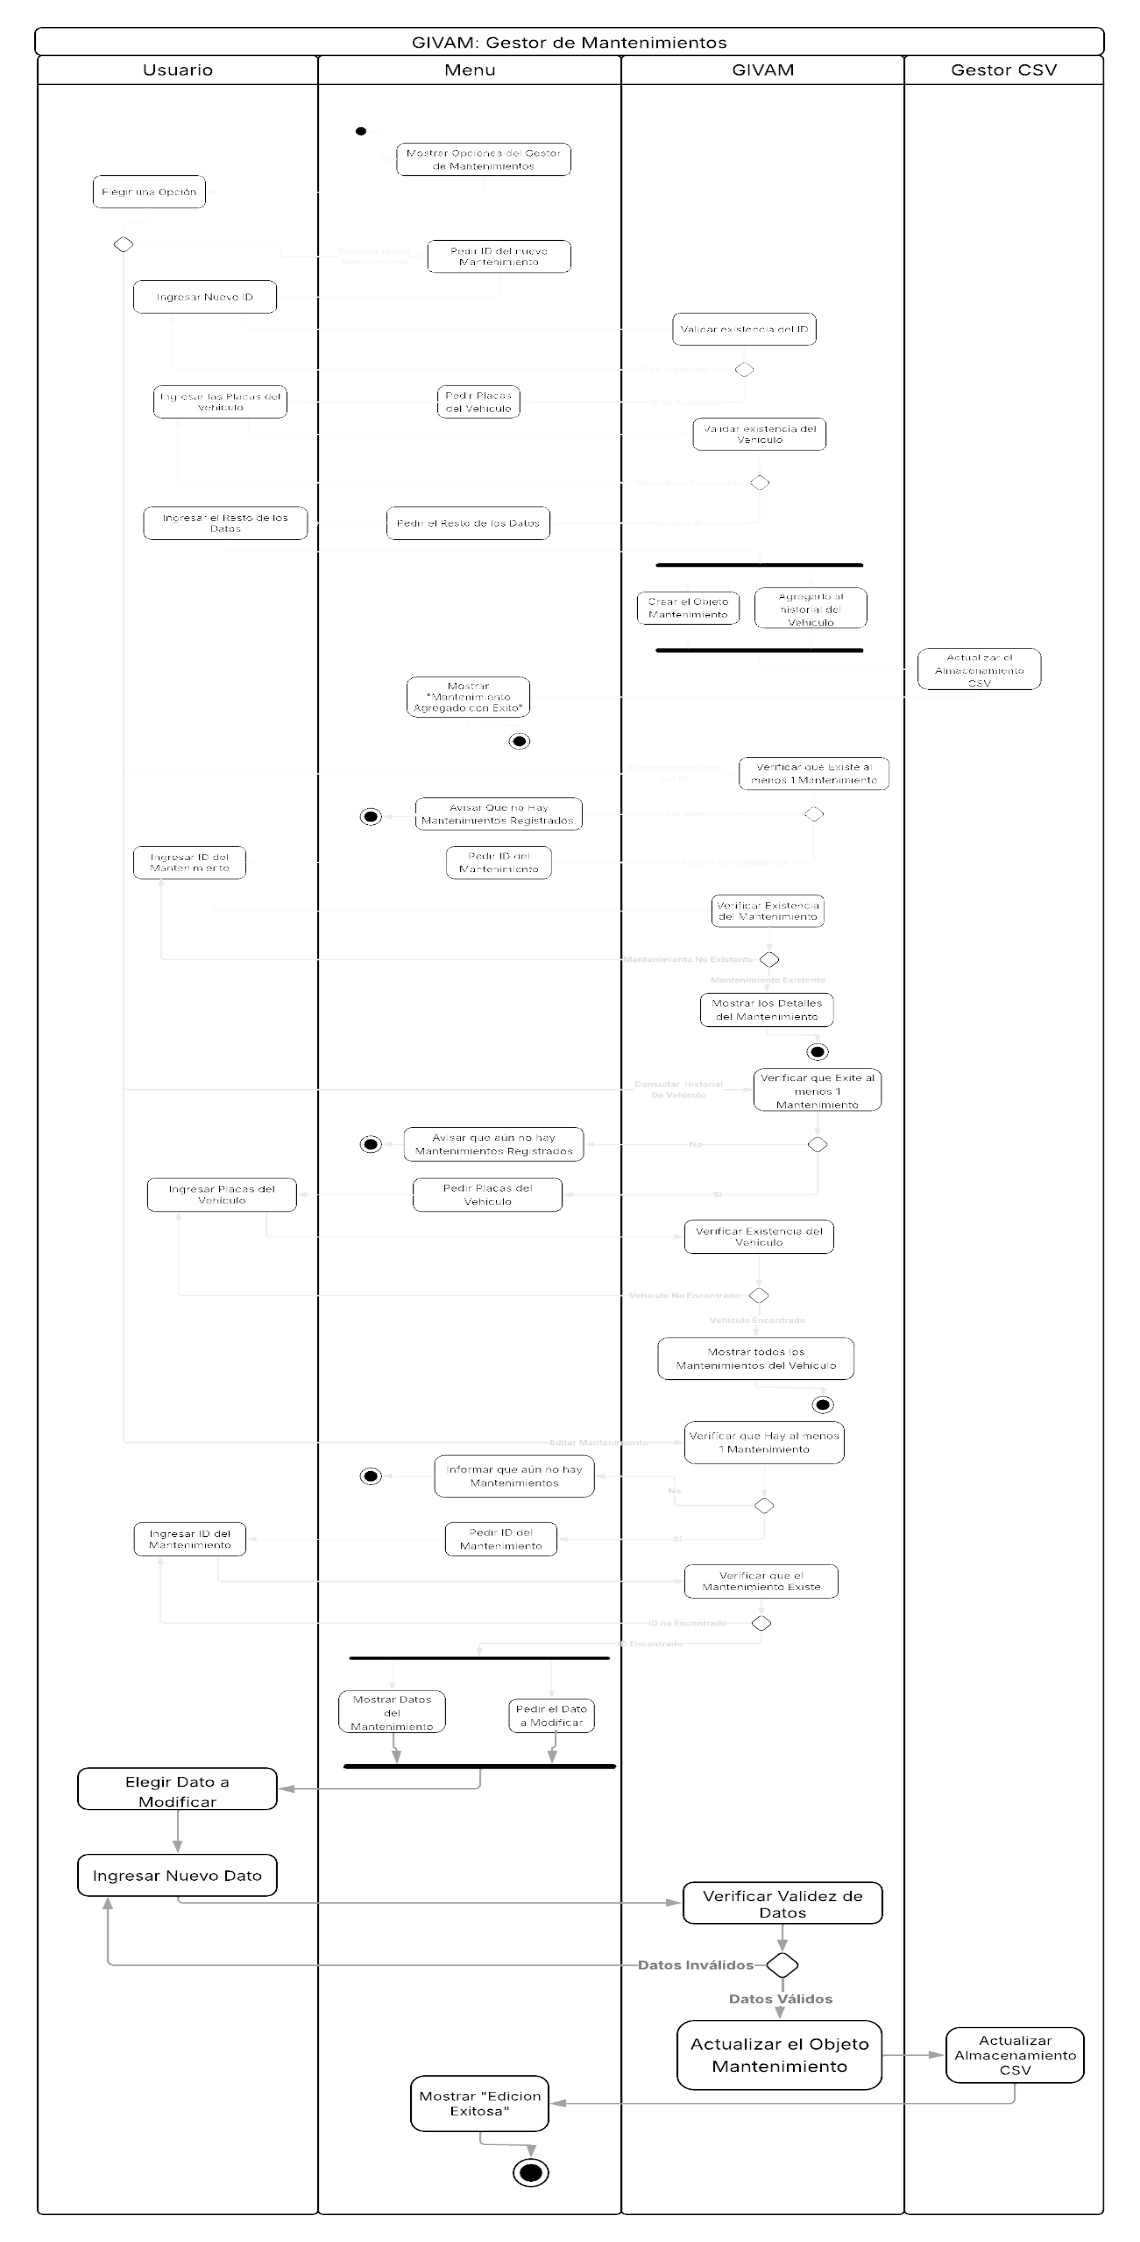 GIVAM: Gestor de Mantenimientos
Usuario
Menu
GIVAM
Gestor CSV
Mostrar Opciones del Gestor
de Mantenimientos
Elegir una Opción
Pedir ID del nuevo
Mantenimiento
Ingresar Nuevo ID
Validar existencia del ID
Ingresar las Placas del
Vehículo
Pedir Placas
del Vehículo
Validar existencia del
Vehículo
Ingresar el Resto de los
Datos
Pedir el Resto de los Datos
Crear el Objeto
Mantenimiento
Agregarlo al
historial del
Vehículo
Actualizar el
Almacenamiento
CSV
Mostrar
"Mantenimiento
Agregado con Exito"
Verificar que Existe al
menos 1 Mantenimiento
Avisar Que no Hay
Mantenimientos Registrados.
Ingresar ID del
Mantenimiento
Pedir ID del
Mantenimiento
Verificar Existencia
del Mantenimiento
Mantenimiento No Existente
Mantenimiento Existente
Mostrar los Detalles
del Mantenimiento
Consultar Historial
De Vehículo
Verificar que Exite al
menos 1
Mantenimiento
Avisar que aún no hay
Mantenimientos Registrados
No
Ingresar Placas del
Vehículo
Pedir Placas del
Vehículo
Si
Verificar Existencia del
Vehículo
Vehículo No Encontrado
Vehículo Encontrado
Mostrar todos los
Mantenimientos del Vehículo
Editar Mantenimiento
Verificar que Hay al menos
1 Mantenimiento
Informar que aún no hay
Mantenimientos
No
Ingresar ID del
Mantenimiento
Pedir ID del
Mantenimiento
Sí
Verificar que el
Mantenimiento Existe
ID no Encontrado
ID Encontrado
Mostrar Datos
del
Mantenimiento
Pedir el Dato
a Modificar
Elegir Dato a
Modificar
Ingresar Nuevo Dato
Verificar Validez de
Datos
Datos Inválidos
Datos Válidos
Actualizar el Objeto
Mantenimiento
Actualizar
Almacenamiento
CSV
Mostrar "Edicion
Exitosa"